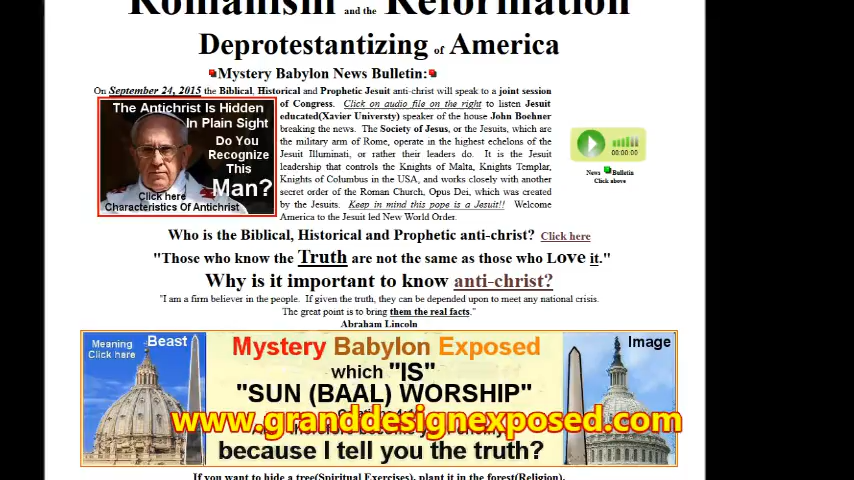 Romanism and the Reformation
Deprotestantizing of America
Mystery Babylon News Bulletin:
On September 24, 2015 the Biblical, Historical and Prophetic Jesuit anti-christ will speak to a joint session
of Congress. Click on audio file on the right to listen Jesuit
educated(Xavier Universty) speaker of the house John Boehner
breaking the news. The Society of Jesus, or the Jesuits, which are
the military arm of Rome, operate in the highest echelons of the
Jesuit Illuminati, or rather their leaders do. It is the Jesuit
leadership that controls the Knights of Malta, Knights Templar,
Knights of Columbus in the USA, and works closely with another
secret order of the Roman Church, Opus Dei, which was created
by the Jesuits. Keep in mind this pope is a Jesuit!! Welcome
America to the Jesuit led New World Order.
The Antichrist Is Hidden
In Plain Sight
Do You
Recognize
This
Man?
Click here
Characteristics Of Antichrist
00:00:00
News Bulletin
Click above
Who is the Biblical, Historical and Prophetic anti-christ? Click here
"Those who know the Truth are not the same as those who Love it."
Why is it important to know anti-christ?
"I am a firm believer in the people. If given the truth, they can be depended upon to meet any national crisis.
The great point is to bring them the real facts."
Abraham Lincoln
Meaning
Click here
Beast
Mystery Babylon Exposed
which "IS"
"SUN (BAAL) WORSHIP"
www.granddesignexposed.com
because I tell you the truth?
Image
If you want to hide a tree(Spiritual Exercises), plant it in the forest(Religion).